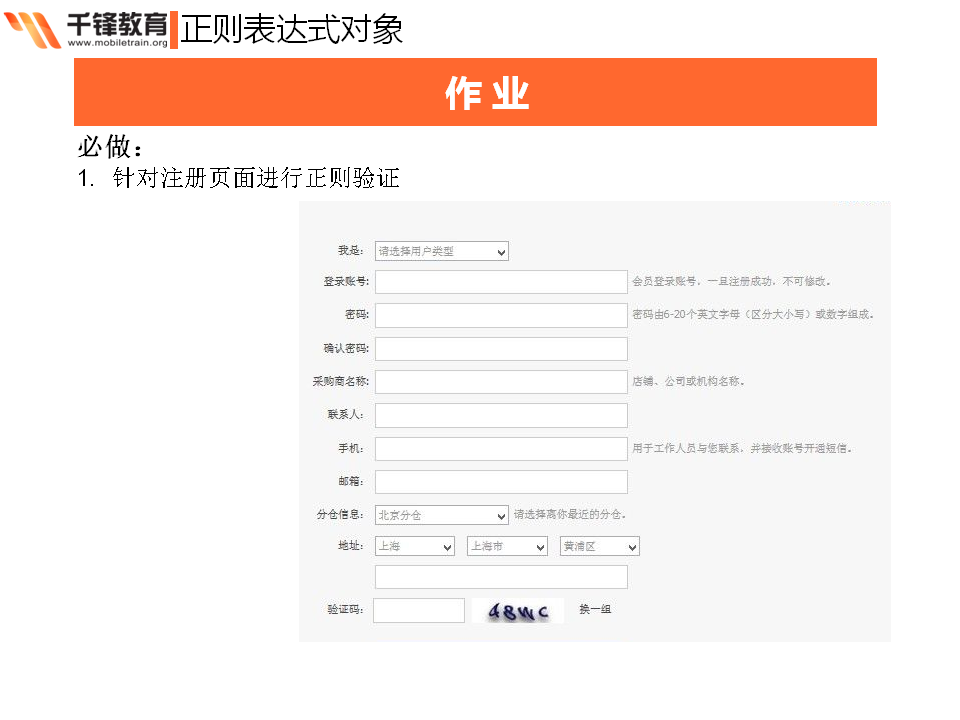 千锋教育
www.mobiletrain.org
正则表达式对象
作 业
必做：
1. 针对注册页面进行正则验证
我是： 请选择用户类型
登录账号: 会员登录账号，一旦注册成功，不可修改。
密码: 密码由6-20个英文字母（区分大小写）或数字组成。
确认密码:
采购商名称: 店铺、公司或机构名称。
联系人：
手机： 用于工作人员与您联系，并接收账号开通短信。
邮箱：
分仓信息： 北京分仓 请选择离你最近的分仓。
地址： 上海 上海市 黄浦区
验证码： 48WC 换一组